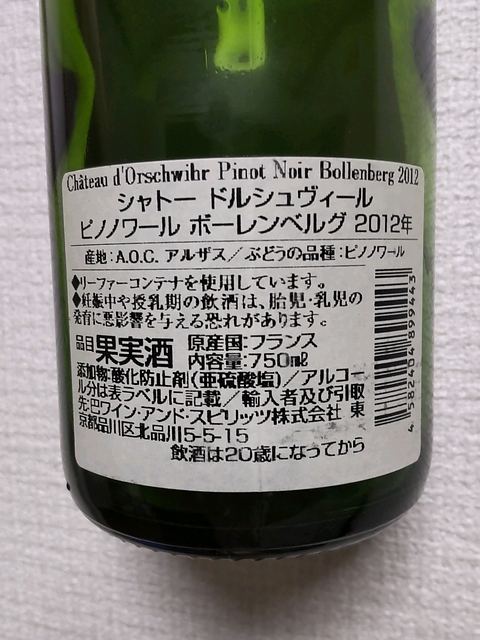 Château d'Orschwihr Pinot Noir Bollenberg 2012
シャトー ドルシュヴィール
ピノノワール ボーレンベルグ 2012年
産地:A.O.C. アルザス/ぶどうの品種:ピノノワール
◆リーファーコンテナを使用しています。
◆妊娠中や授乳期の飲酒は、胎児・乳児の
発育に悪影響を与える恐れがあります。
品目果実酒 原産国:フランス
内容量:750㎖
添加物:酸化防止剤(亜硫酸塩)/アルコー
ル分は表ラベルに記載/輸入者及び引取
先:巴ワイン・アンド・スピリッツ株式会社 東
京都品川区北品川5-5-15
飲酒は20歳になってから
4582404899443